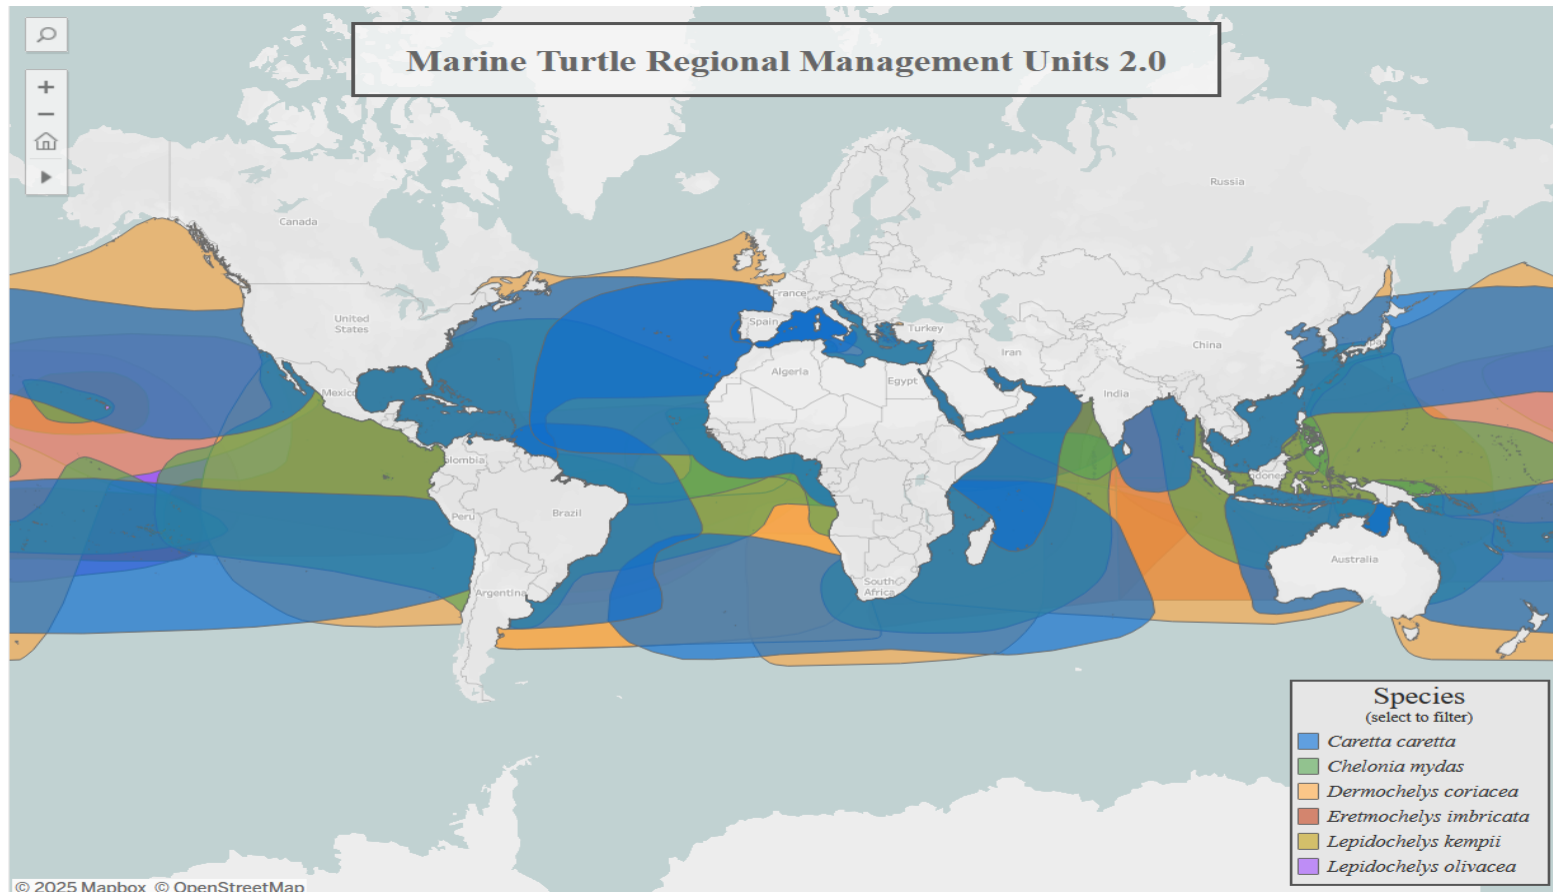 Marine Turtle Regional Management Units 2.0
Russia
Canada
France
United
States
Spain
Turkey
China
Iran
Algeria
Mexico
Egypt
India
olombia
done
Peru
Brazil
Australia
South
Africa
Argentina
Species
(select to filter)
Caretta caretta
Chelonia mydas
Dermochelys coriacea
Eretmochelys imbricata
Lepidochelys kempii
Lepidochelys olivacea
© 2025 Mapbox © OpenStreetMap